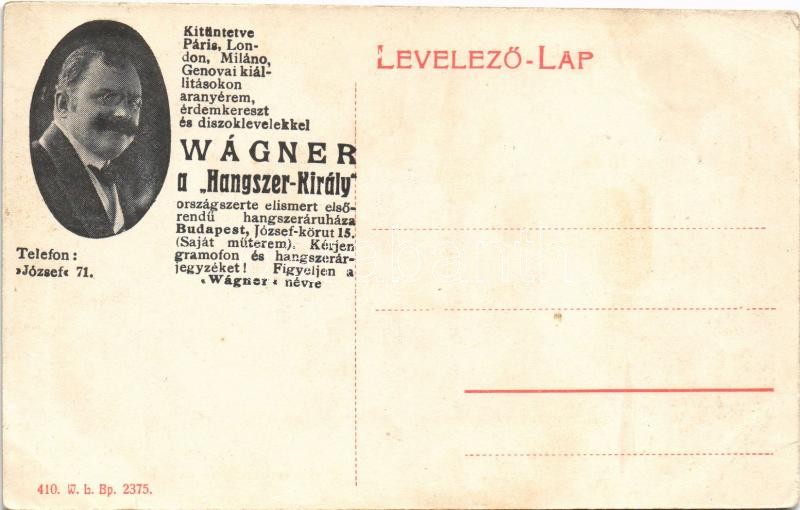 Kitüntetve
Páris, Lon-
don, Miláno,
Genovai kiál-
litásokon
aranyérem,
érdemkereszt
és diszoklevelekkel
WÁGNER
a „Hangszer-Király"
országszerte elismert első-
rendű hangszeráruháza
Budapest, József-körut 15.
(Saját műterem). Kérjen
gramofon és hangszerár-
jegyzéket! Figyeljen a
„Wágner" névre
Telefon:
»József« 71.
LEVELEZŐ-LAP
410. W. L. Bp. 2375.